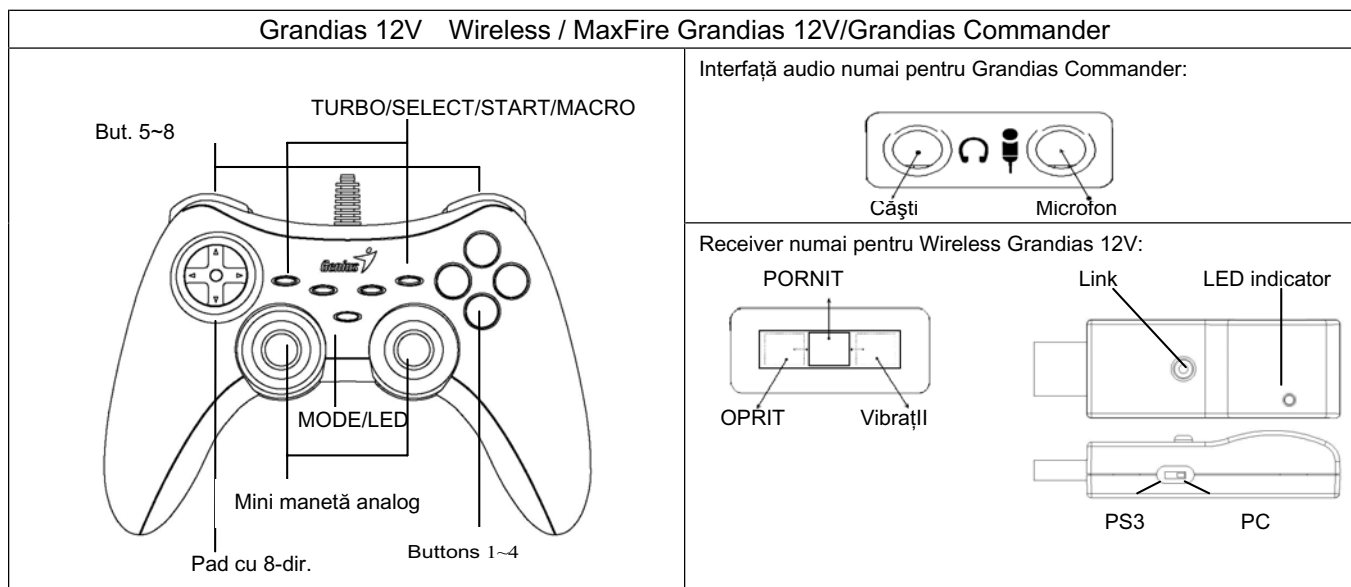 Grandias 12V Wireless / MaxFire Grandias 12V/Grandias Commander
TURBO/SELECT/START/MACRO
But. 5~8
Genius
MODE/LED
Mini manetă analog
Buttons 1~4
Pad cu 8-dir.
Interfață audio numai pentru Grandias Commander:
Căşti
Microfon
Receiver numai pentru Wireless Grandias 12V:
PORNIT
OPRIT
VibrațII
Link
LED indicator
PS3
PC